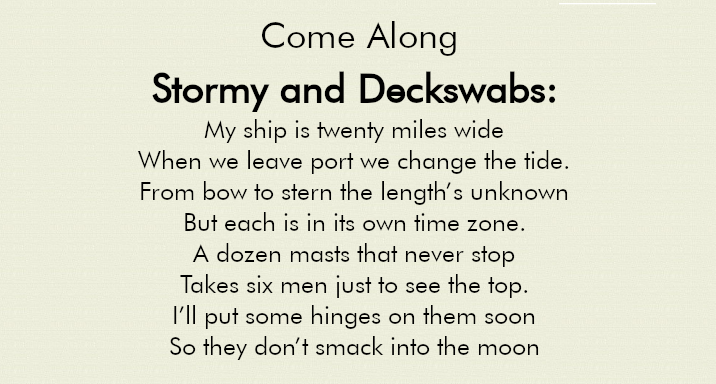 Come Along
Stormy and Deckswabs:
My ship is twenty miles wide
When we leave port we change the tide.
From bow to stern the length's unknown
But each is in its own time zone.
A dozen masts that never stop
Takes six men just to see the top.
I'll put some hinges on them soon
So they don't smack into the moon